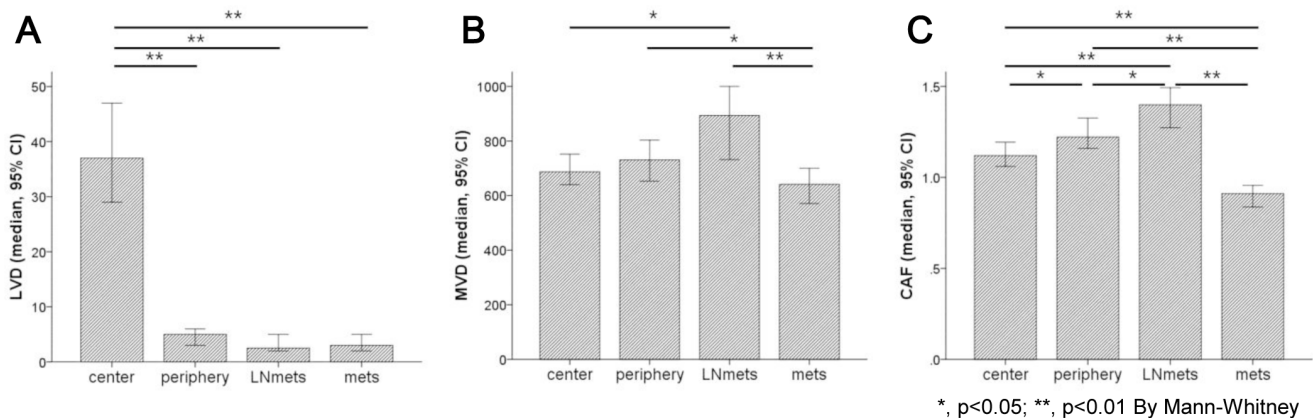 A
**
**
**
LVD (median, 95% CI)
50
40
30
20
10
0
center periphery LNmets mets
B
*
*
**
MVD (median, 95% CI)
1000
800
600
400
200
0
center periphery LNmets mets
C
**
**
**
* * **
CAF (median, 95% CI)
1.5
1.0
.5
.0
center periphery LNmets mets
*, p<0.05; **, p<0.01 By Mann-Whitney